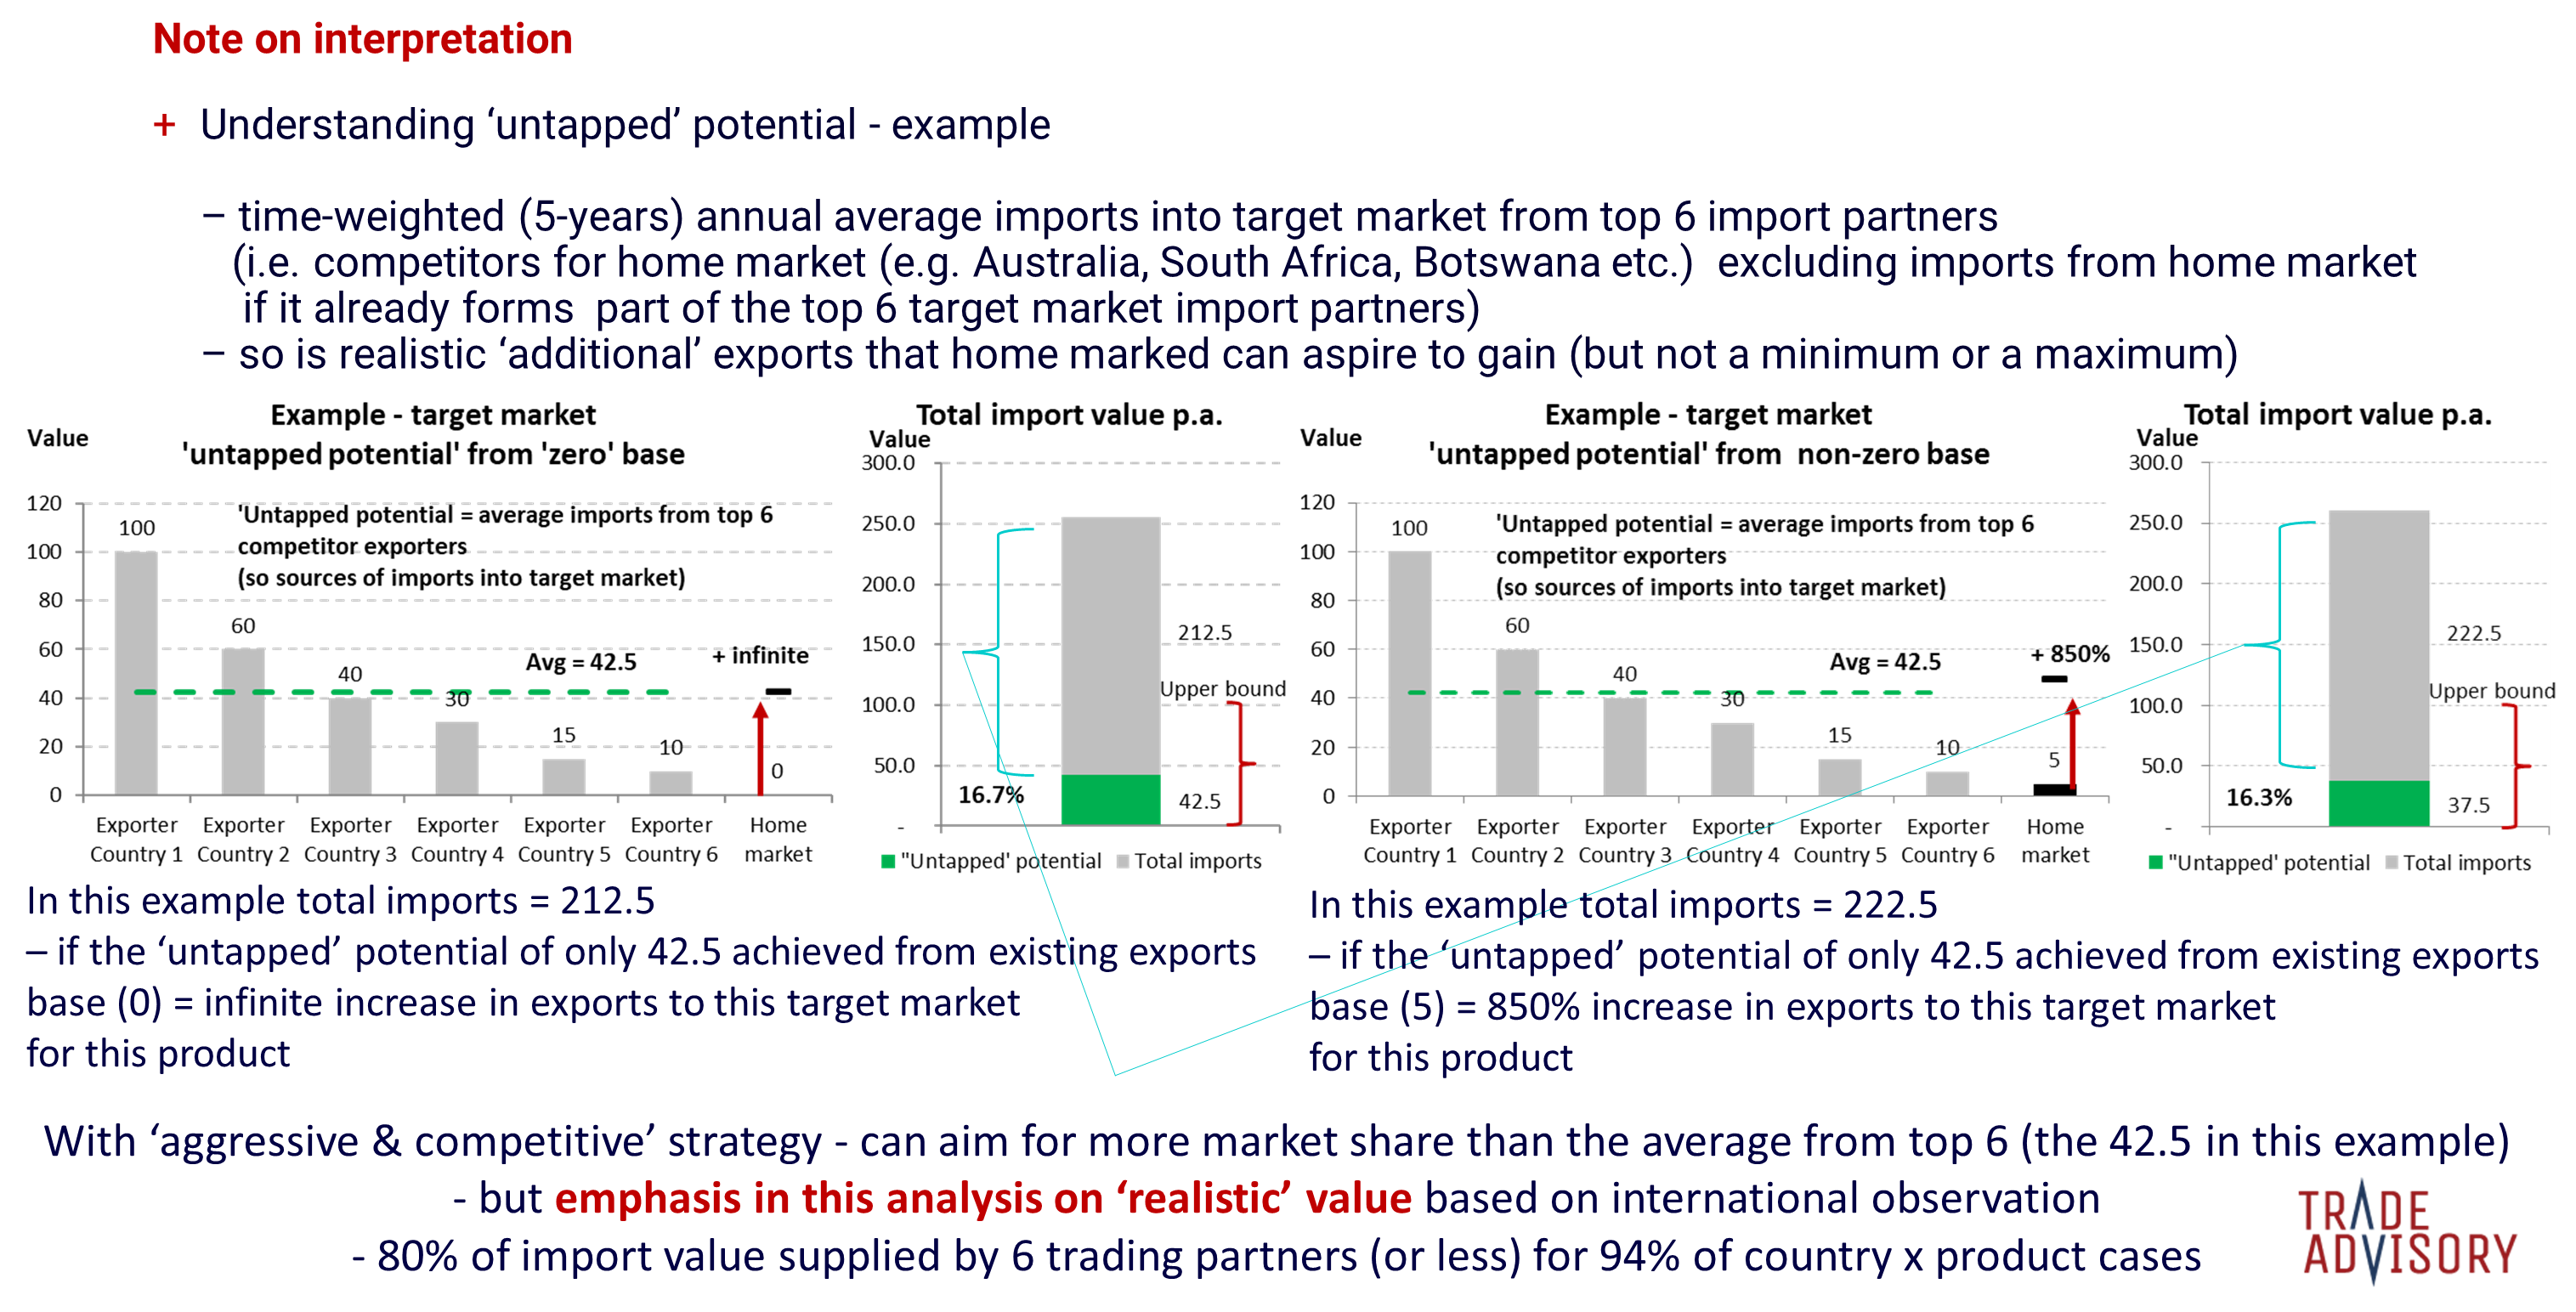 Note on interpretation
+ Understanding ‘untapped’ potential - example
– time-weighted (5-years) annual average imports into target market from top 6 import partners
(i.e. competitors for home market (e.g. Australia, South Africa, Botswana etc.) excluding imports from home market
if it already forms part of the top 6 target market import partners)
– so is realistic ‘additional’ exports that home marked can aspire to gain (but not a minimum or a maximum)
Example - target market
'untapped potential' from 'zero' base
Value
120
100
80
60
40
20
0
'Untapped potential = average imports from top 6
competitor exporters
(so sources of imports into target market)
100
60
40
30
15
10
0
Avg = 42.5
+ infinite
Exporter Country 1
Exporter Country 2
Exporter Country 3
Exporter Country 4
Exporter Country 5
Exporter Country 6
Home market
Total import value p.a.
Value
300.0
250.0
200.0
150.0
100.0
50.0
-
212.5
Upper bound
16.7%
42.5
"Untapped' potential
Total imports
Example - target market
'untapped potential' from non-zero base
Value
120
100
80
60
40
20
0
'Untapped potential = average imports from top 6
competitor exporters
(so sources of imports into target market)
100
60
40
30
15
10
5
Avg = 42.5
+ 850%
Exporter Country 1
Exporter Country 2
Exporter Country 3
Exporter Country 4
Exporter Country 5
Exporter Country 6
Home market
Total import value p.a.
Value
300.0
250.0
200.0
150.0
100.0
50.0
-
222.5
Upper bound
16.3%
37.5
"Untapped' potential
Total imports
In this example total imports = 212.5
– if the ‘untapped’ potential of only 42.5 achieved from existing exports
base (0) = infinite increase in exports to this target market
for this product
In this example total imports = 222.5
– if the ‘untapped’ potential of only 42.5 achieved from existing exports
base (5) = 850% increase in exports to this target market
for this product
With ‘aggressive & competitive’ strategy - can aim for more market share than the average from top 6 (the 42.5 in this example)
- but emphasis in this analysis on ‘realistic’ value based on international observation
- 80% of import value supplied by 6 trading partners (or less) for 94% of country x product cases
TRADE
ADVISORY